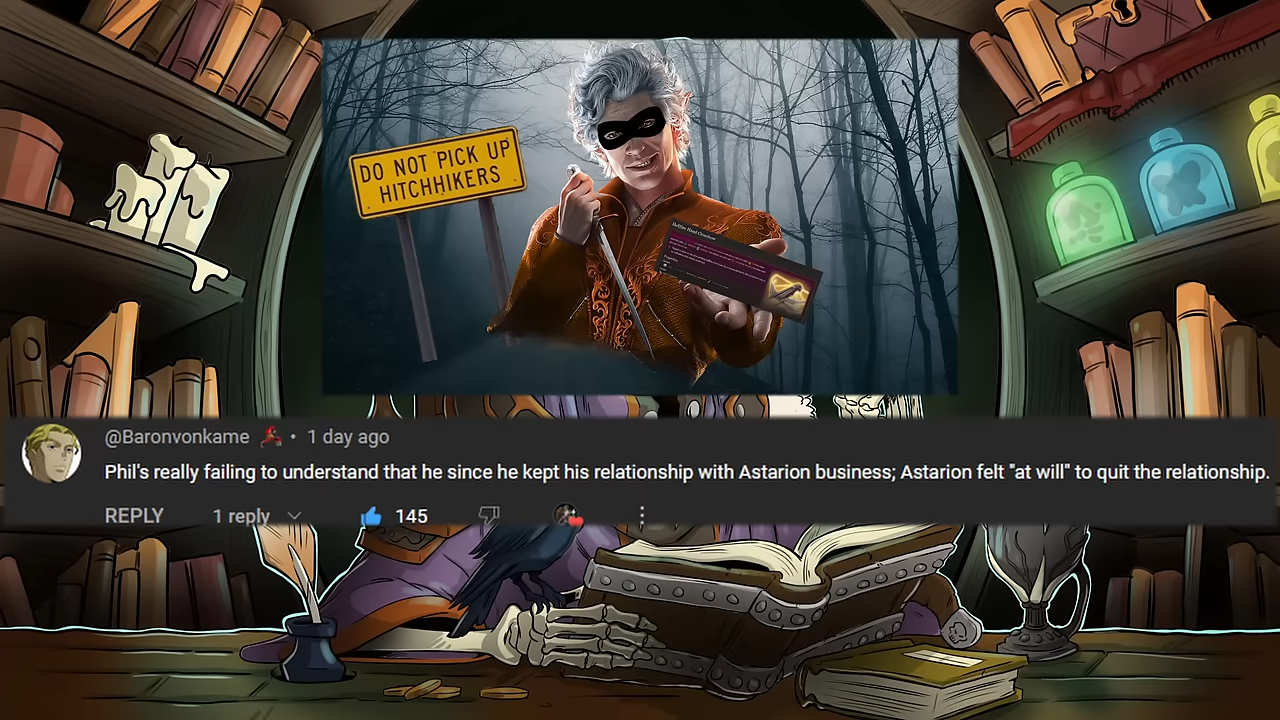 DO NOT PICK UP
HITCHHIKERS
@Baronvonkame · 1 day ago
Phil's really failing to understand that he since he kept his relationship with Astarion business; Astarion felt "at will" to quit the relationship.
REPLY 1 reply 145